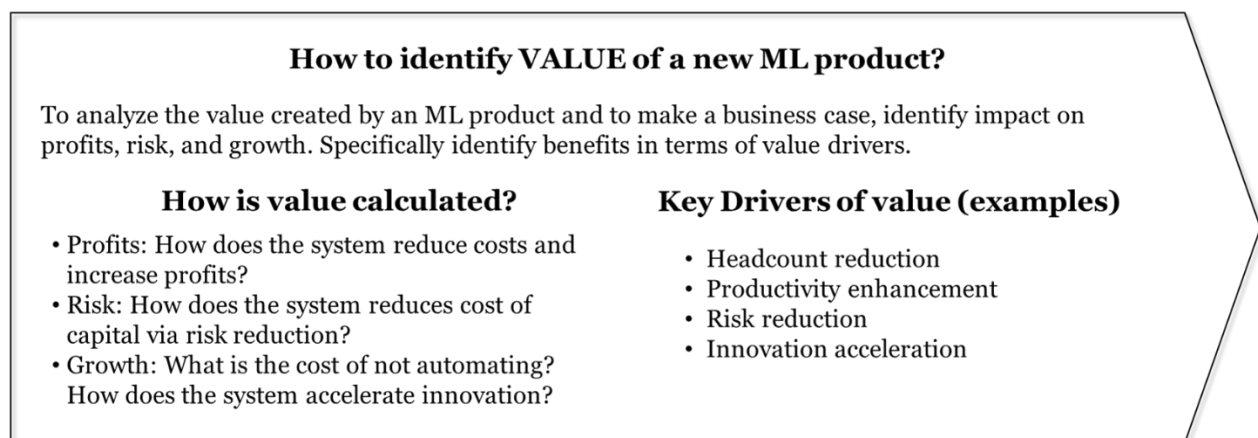 How to identify VALUE of a new ML product?
To analyze the value created by an ML product and to make a business case, identify impact on
profits, risk, and growth. Specifically identify benefits in terms of value drivers.
How is value calculated?
• Profits: How does the system reduce costs and
increase profits?
• Risk: How does the system reduces cost of
capital via risk reduction?
• Growth: What is the cost of not automating?
How does the system accelerate innovation?
Key Drivers of value (examples)
• Headcount reduction
• Productivity enhancement
• Risk reduction
• Innovation acceleration